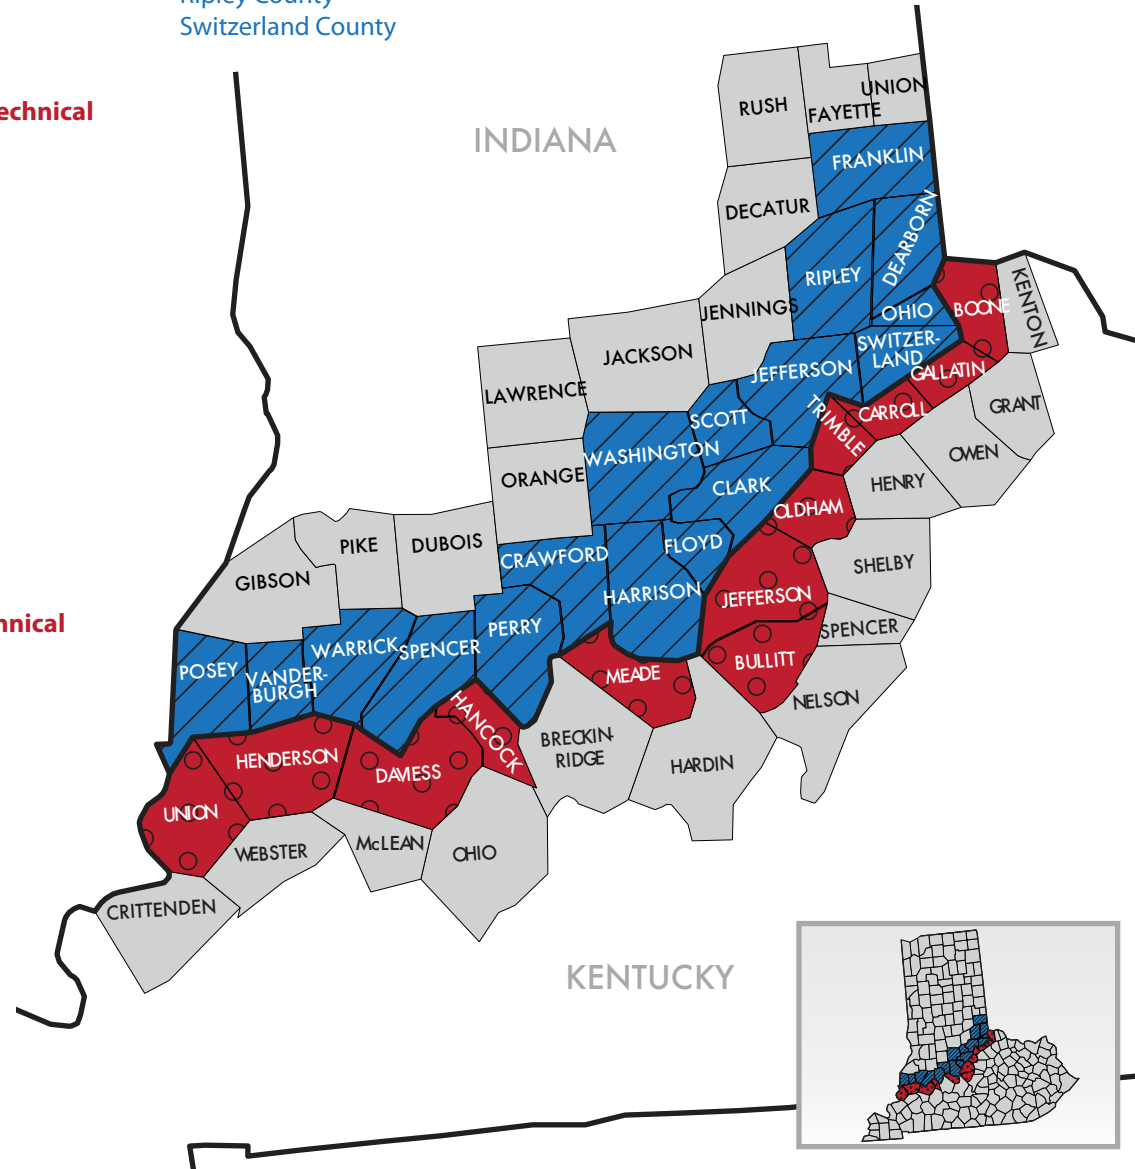 Ripley County
Switzerland County
echnical
INDIANA
RUSH
FAYETTE
UNION
FRANKLIN
DECATUR
DEARBORN
RIPLEY
JENNINGS
OHIO
BOONE
KENTON
SWITZER-
LAND
JACKSON
JEFFERSON
GALLATIN
LAWRENCE
SCOTT
TRIMBLE
CARROLL
GRANT
WASHINGTON
OWEN
ORANGE
CLARK
HENRY
OLDHAM
PIKE
DUBOIS
CRAWFORD
FLOYD
SHELBY
GIBSON
HARRISON
JEFFERSON
hnical
PERRY
SPENCER
WARRICK
SPENCER
POSEY
VANDER-
BURGH
MEADE
BULLITT
NELSON
HANCOCK
BRECKIN-
RIDGE
HENDERSON
DAVIESS
HARDIN
UNION
WEBSTER
McLEAN
OHIO
CRITTENDEN
KENTUCKY